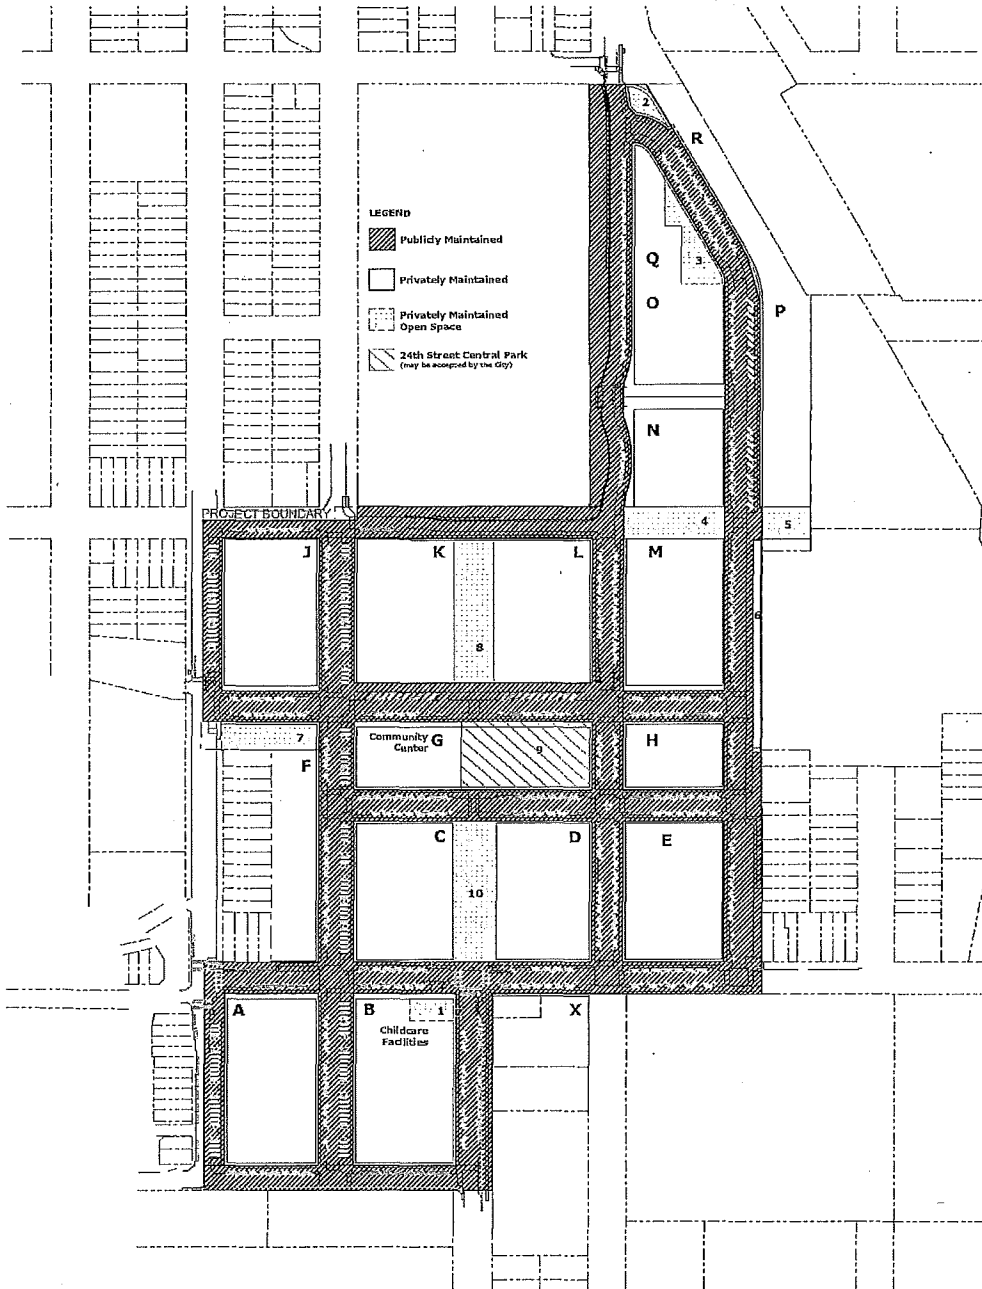 2
R
LEGEND
Publicly Maintained
Q
3
Privately Maintained
O
P
Privately Maintained
Open Space
24th Street Central Park
(may be accepted by the City)
N
PROJECT BOUNDARY
4
5
J
K
L
M
6
8
7
Community
Center
G
9
H
F
C
D
E
10
A
B
1
X
Childcare
Facilities